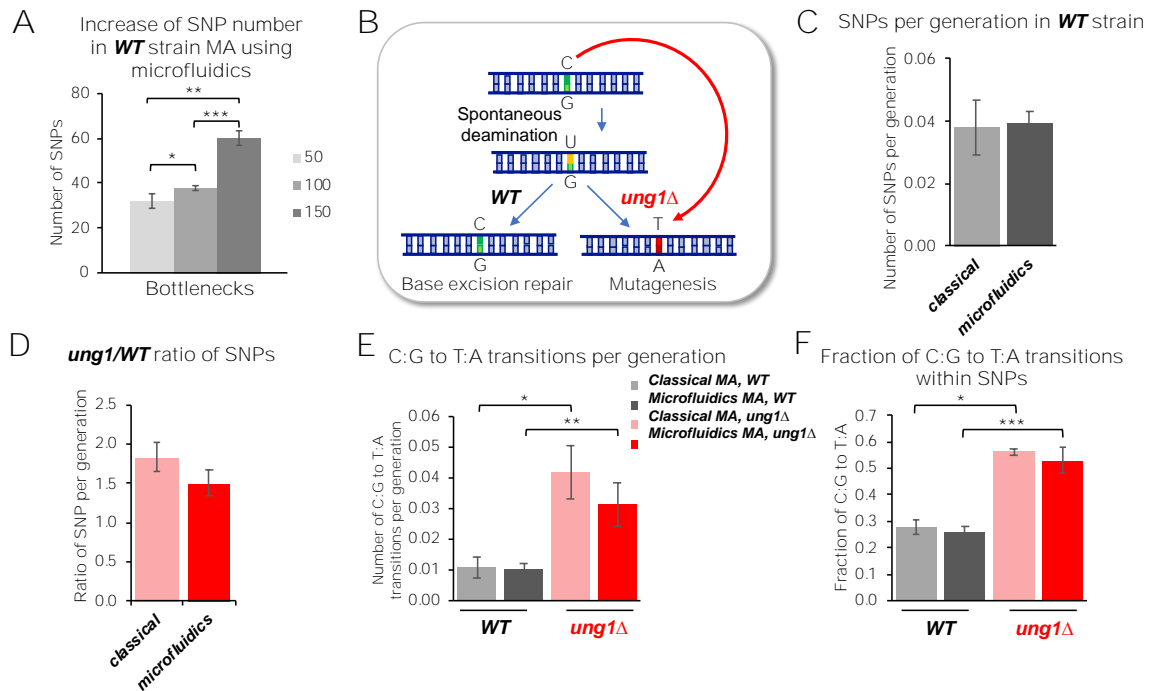 A
Increase of SNP number
in WT strain MA using
microfluidics
Number of SNPs
80
60
40
20
0
**
***
*
50
100
150
Bottlenecks
B
C
G
Spontaneous
deamination
U
G
WT
ung1Δ
C
G
T
A
Base excision repair
Mutagenesis
C
SNPs per generation in WT strain
Number of SNPs per generation
0.06
0.04
0.02
0.00
classical
microfluidics
D
ung1/WT ratio of SNPs
Ratio of SNP per generation
2.5
2.0
1.5
1.0
0.5
0.0
classical
microfluidics
E
C:G to T:A transitions per generation
Classical MA, WT
Microfluidics MA, WT
Classical MA, ung1Δ
Microfluidics MA, ung1Δ
Number of C:G to T:A
transitions per generation
0.06
0.05
0.04
0.03
0.02
0.01
0.00
*
**
WT
ung1Δ
F
Fraction of C:G to T:A transitions
within SNPs
Fraction of C:G to T:A
0.7
0.6
0.5
0.4
0.3
0.2
0.1
0.0
*
***
WT
ung1Δ